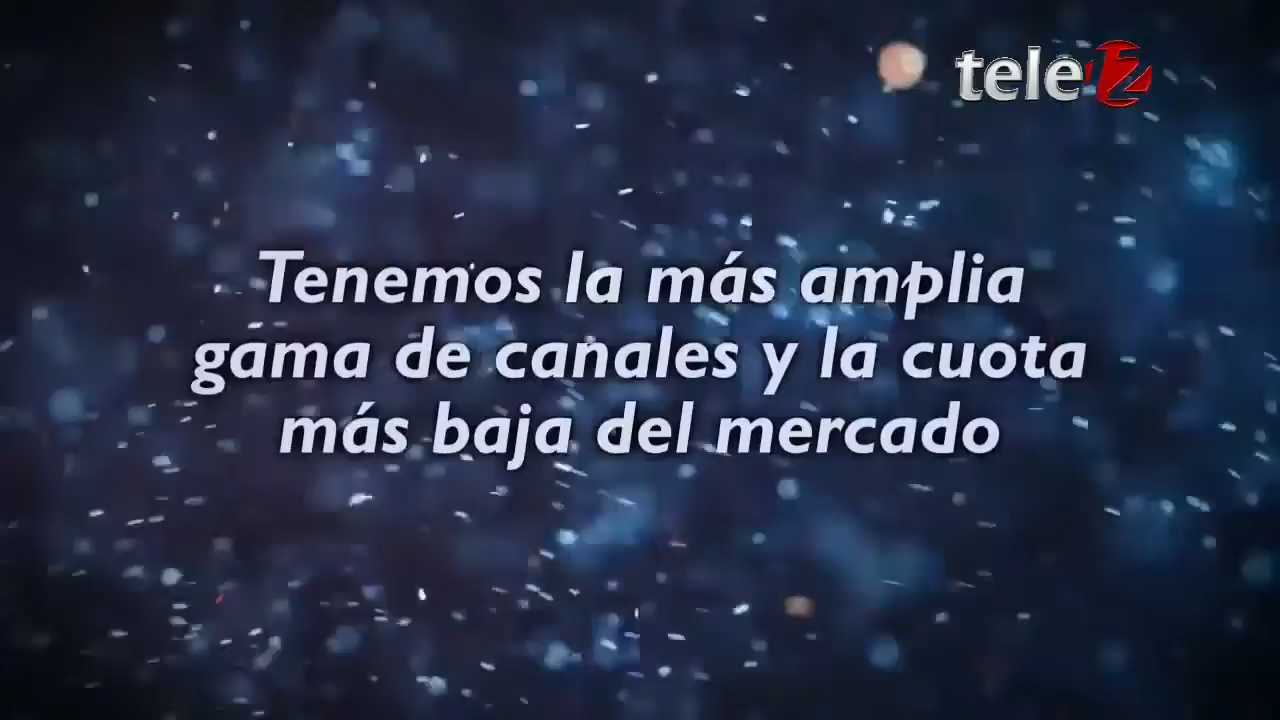 tele
Tenemos la más amplia
gama de canales y la cuota
más baja del mercado